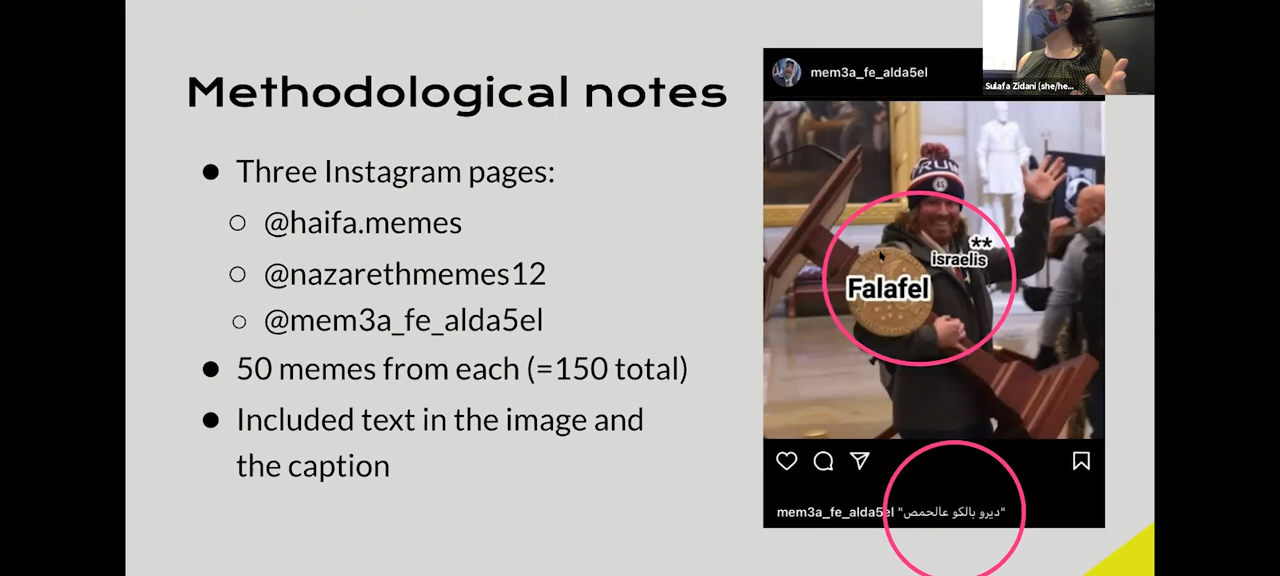 Methodological notes
● Three Instagram pages:
○ @haifa.memes
○ @nazarethmemes12
○ @mem3a_fe_alda5el
● 50 memes from each (=150 total)
● Included text in the image and
the caption
mem3a_fe_alda5el
Sulafa Zidani (she/he...
45
**
israelis
Falafel
mem3a_fe_alda5el "ديرو بالكو عالحمص"